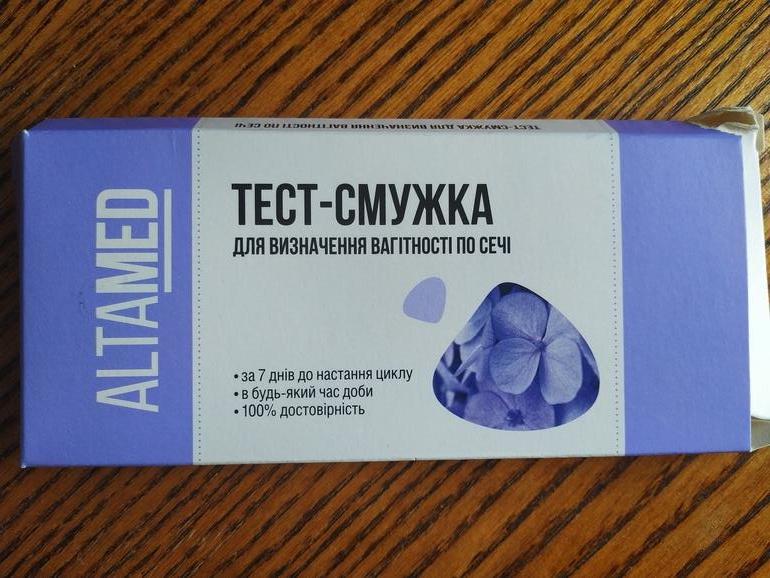 ТЕСТ-СМУЖКА ДЛЯ ВИЗНАЧЕННЯ ВАГІТНОСТІ ПО СЕЧІ
ALTAMED
ТЕСТ-СМУЖКА
ДЛЯ ВИЗНАЧЕННЯ ВАГІТНОСТІ ПО СЕЧІ
• за 7 днів до настання циклу
• в будь-який час доби
• 100% достовірність